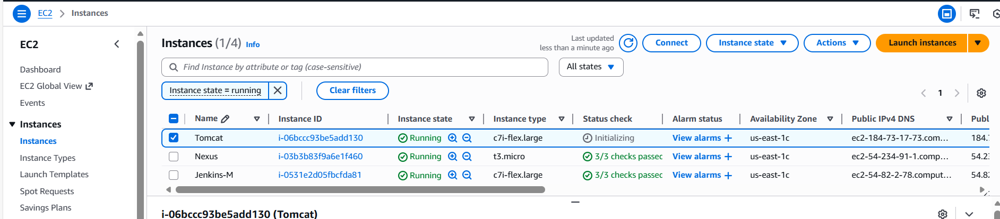 EC2 > Instances
EC2
Dashboard
EC2 Global View
Events
Instances
Instances
Instance Types
Launch Templates
Spot Requests
Savings Plans
Instances (1/4) Info
Last updated
less than a minute ago
Connect
Instance state
Actions
Launch instances
Find Instance by attribute or tag (case-sensitive)
All states
Instance state = running
Clear filters
1
Name Instance ID Instance state Instance type Status check Alarm status Availability Zone Public IPv4 DNS Publ
Tomcat i-06bccc93be5add130 Running c7i-flex.large Initializing View alarms + us-east-1c ec2-184-73-17-73.com... 184.7
Nexus i-03b3b83f9a6e1f460 Running t3.micro 3/3 checks passec View alarms + us-east-1c ec2-54-234-91-1.comp... 54.23
Jenkins-M i-0531e2d05fbcfda81 Running c7i-flex.large 3/3 checks passec View alarms + us-east-1c ec2-54-82-2-78.comput... 54.82
i-06bccc93be5add130 (Tomcat)